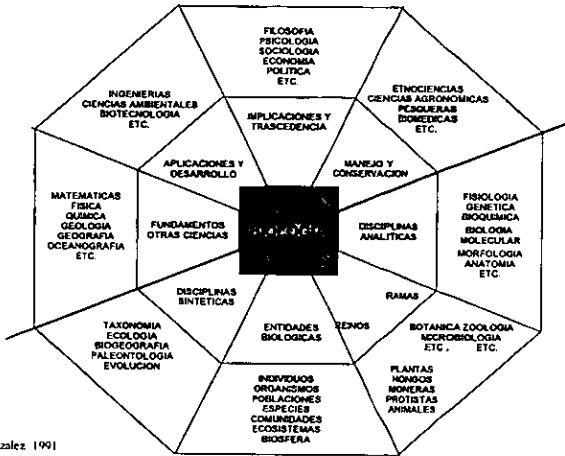 FILOSOFIA
PSICOLOGIA
SOCIOLOGIA
ECONOMIA
POLITICA
ETC.
INGENIERIAS
CIENCIAS AMBIENTALES
BIOTECNOLOGIA
ETC.
ETNOCIENCIAS
CIENCIAS AGRONOMICAS
PESQUERAS
BIOMEDICAS
ETC.
IMPLICACIONES Y
TRASCEDENCIA
APLICACIONES Y
DESARROLLO
MANEJO Y
CONSERVACION
MATEMATICAS
FISICA
QUIMICA
GEOLOGIA
GEOGRAFIA
OCEANOGRAFIA
ETC.
FUNDAMENTOS
OTRAS CIENCIAS
DISCIPLINAS
ANALITICAS
FISIOLOGIA
GENETICA
BIOQUIMICA
BIOLOGIA
MOLECULAR
MORFOLOGIA
ANATOMIA
ETC.
DISCIPLINAS
SINTETICAS
RAMAS
ENTIDADES
BIOLOGICAS
REINOS
TAXONOMIA
ECOLOGIA
BIOGEOGRAFIA
PALEONTOLOGIA
EVOLUCION
BOTANICA ZOOLOGIA
MICROBIOLOGIA
ETC. ETC.
INDIVIDUOS
ORGANISMOS
POBLACIONES
ESPECIES
COMUNIDADES
ECOSISTEMAS
BIOSFERA
PLANTAS
HONGOS
MONERAS
PROTISTAS
ANIMALES
zalez 1991